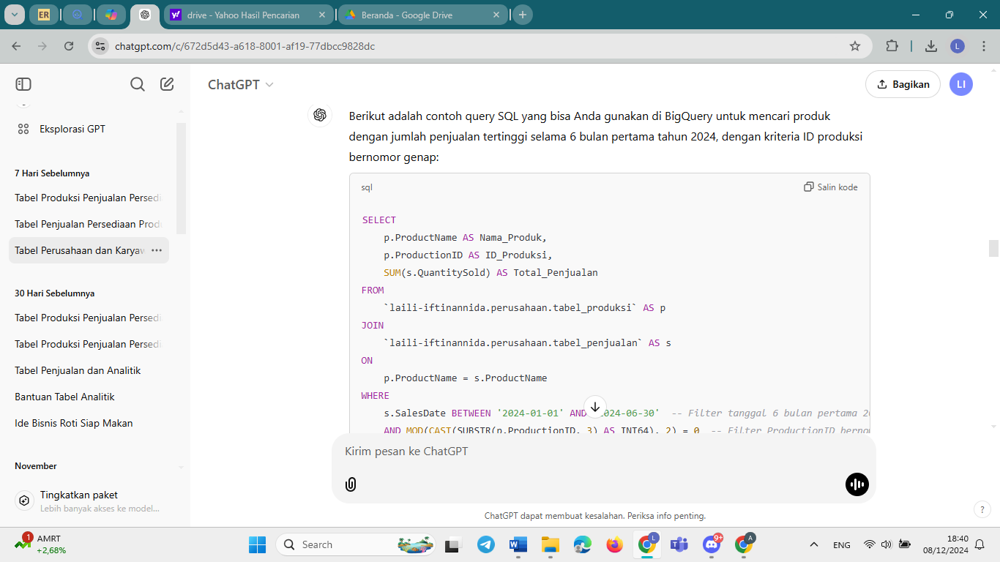 ER
drive - Yahoo Hasil Pencarian
Beranda - Google Drive
chatgpt.com/c/672d5d43-a618-8001-af19-77dbcc9828dc
L
ChatGPT
Bagikan
LI
Eksplorasi GPT
7 Hari Sebelumnya
Tabel Produksi Penjualan Persedi
Tabel Penjualan Persediaan Prod
Tabel Perusahaan dan Karyaw
30 Hari Sebelumnya
Tabel Produksi Penjualan Persedi
Tabel Produksi Penjualan Persedi
Tabel Penjualan dan Analitik
Bantuan Tabel Analitik
Ide Bisnis Roti Siap Makan
November
Tingkatkan paket
Lebih banyak akses ke model...
Berikut adalah contoh query SQL yang bisa Anda gunakan di BigQuery untuk mencari produk
dengan jumlah penjualan tertinggi selama 6 bulan pertama tahun 2024, dengan kriteria ID produksi
bernomor genap:
sql
Salin kode
SELECT
p.ProductName AS Nama_Produk,
p.ProductionID AS ID_Produksi,
SUM(s.QuantitySold) AS Total_Penjualan
FROM
`laili-iftinannida.perusahaan.tabel_produksi` AS p
JOIN
`laili-iftinannida.perusahaan.tabel_penjualan` AS s
ON
p.ProductName = s.ProductName
WHERE
s.SalesDate BETWEEN '2024-01-01' AND 2024-06-30' -- Filter tanggal 6 bulan pertama 2
AND MOD(CAST(SUBSTR(p.ProductionID, 3) AS INT64), 2) = 0 -- Filter ProductionID bernom
Kirim pesan ke ChatGPT
ChatGPT dapat membuat kesalahan. Periksa info penting.
?
1
AMRT
+2,68%
Search
L
9+
A
ENG
18:40
08/12/2024